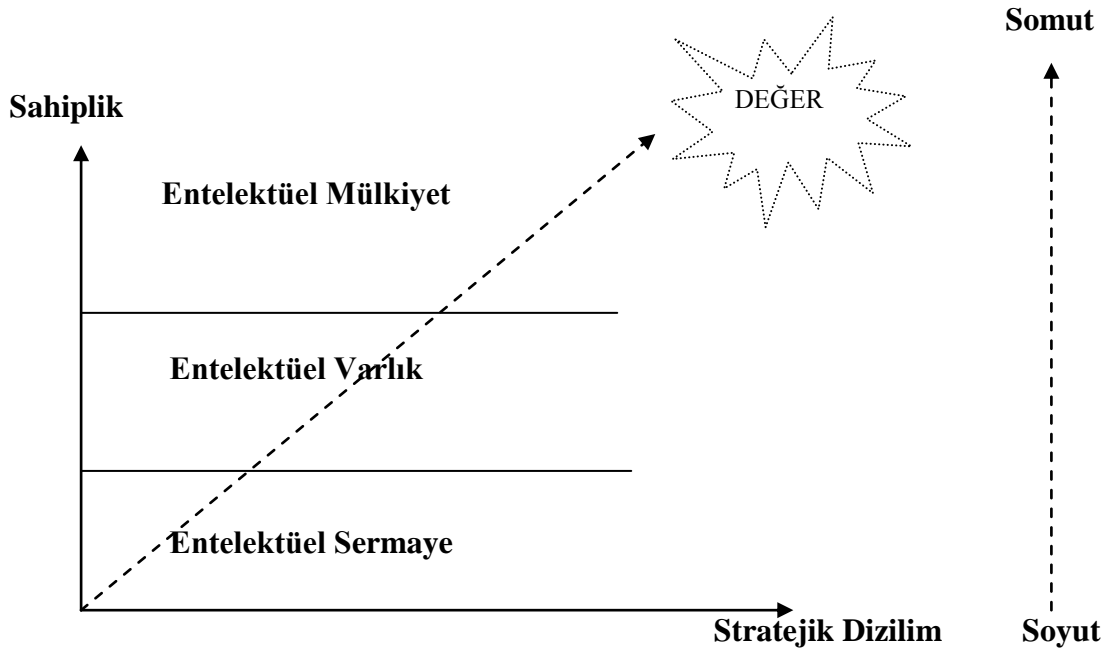 Somut
DEĞER
Sahiplik
Entelektüel Mülkiyet
Entelektüel Varlık
Entelektüel Sermaye
Stratejik Dizilim
Soyut